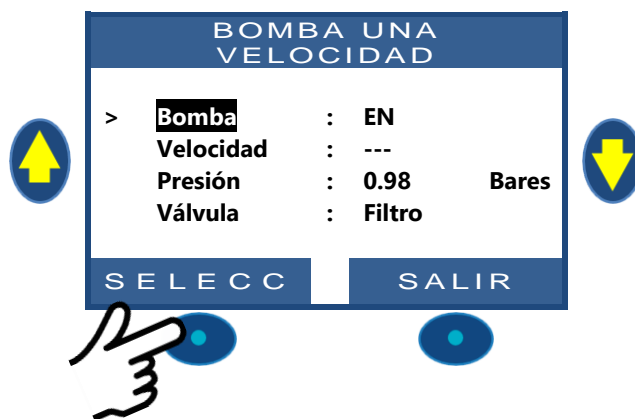 BOMBA UNA
VELOCIDAD
> Bomba : EN
Velocidad : ---
Presión : 0.98 Bares
Válvula : Filtro
SELECC SALIR